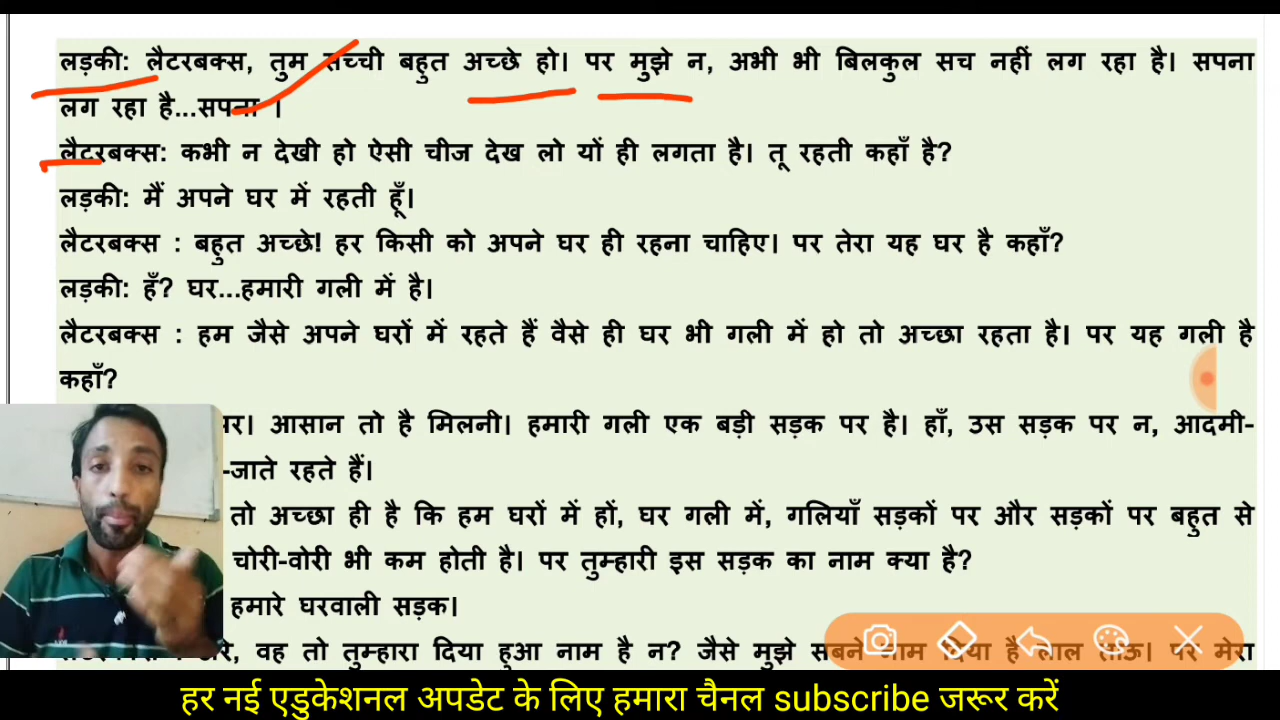 लड़की: लैटरबक्स, तुम सच्ची बहुत अच्छे हो। पर मुझे न, अभी भी बिलकुल सच नहीं लग रहा है। सपना
लग रहा है...सपना ।
लैटरबक्स: कभी न देखी हो ऐसी चीज देख लो यों ही लगता है। तू रहती कहाँ है?
लड़की: मैं अपने घर में रहती हूँ।
लैटरबक्स : बहुत अच्छे! हर किसी को अपने घर ही रहना चाहिए। पर तेरा यह घर है कहाँ?
लड़की: हँ? घर...हमारी गली में है।
लैटरबक्स : हम जैसे अपने घरों में रहते हैं वैसे ही घर भी गली में हो तो अच्छा रहता है। पर यह गली है
कहाँ?
पर। आसान तो है मिलनी। हमारी गली एक बड़ी सड़क पर है। हाँ, उस सड़क पर न, आदमी-
-जाते रहते हैं।
तो अच्छा ही है कि हम घरों में हों, घर गली में, गलियाँ सड़कों पर और सड़कों पर बहुत से
चोरी-वोरी भी कम होती है। पर तुम्हारी इस सड़क का नाम क्या है?
हमारे घरवाली सड़क।
वह तो तुम्हारा दिया हुआ नाम है न? जैसे मुझे सबने नाम दिया है लाल ताऊ। पर मेरा
हर नई एडुकेशनल अपडेट के लिए हमारा चैनल subscribe जरूर करें